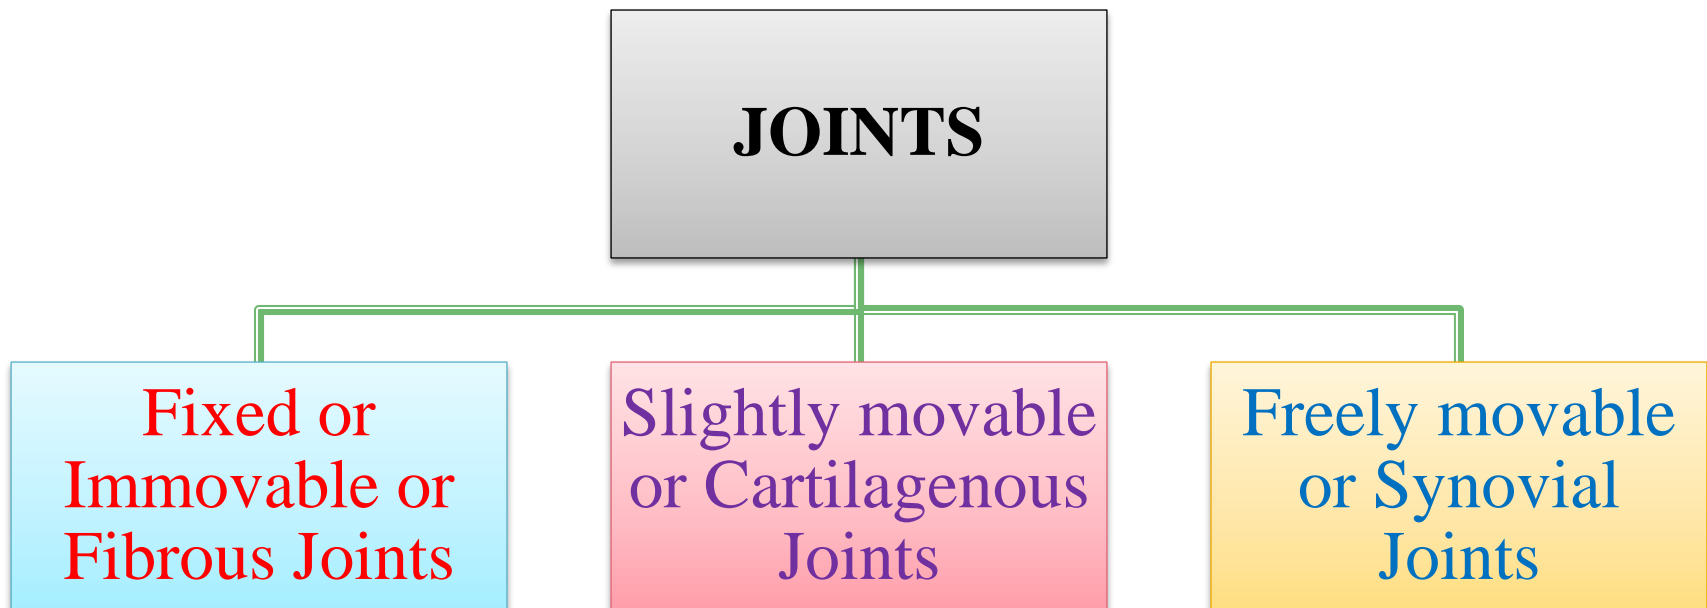 JOINTS
Fixed or
Immovable or
Fibrous Joints
Slightly movable
or Cartilagenous
Joints
Freely movable
or Synovial
Joints